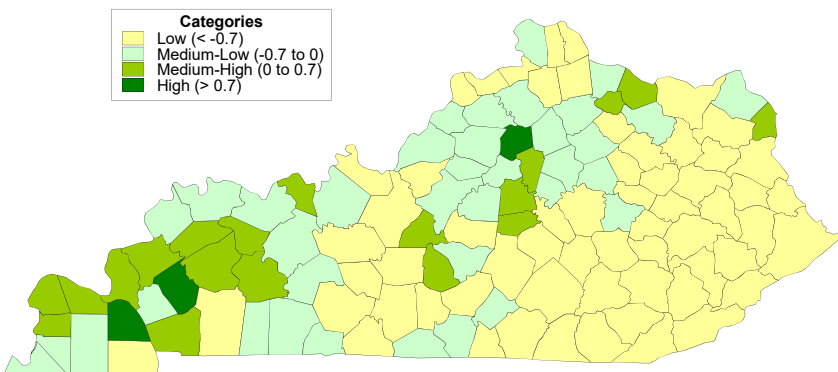 Categories
Low (< -0.7)
Medium-Low (-0.7 to 0)
Medium-High (0 to 0.7)
High (> 0.7)